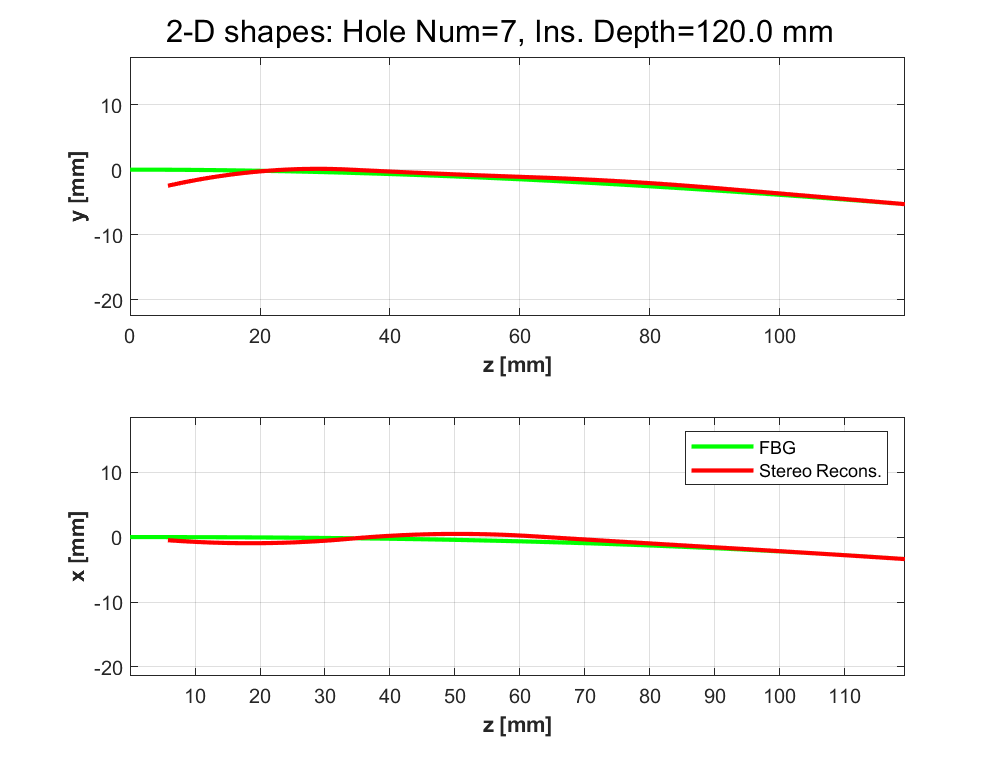 2-D shapes: Hole Num=7, Ins. Depth=120.0 mm
10
0
-10
-20
y [mm]
0 20 40 60 80 100
z [mm]
FBG
Stereo Recons.
10
0
-10
-20
x [mm]
10 20 30 40 50 60 70 80 90 100 110
z [mm]